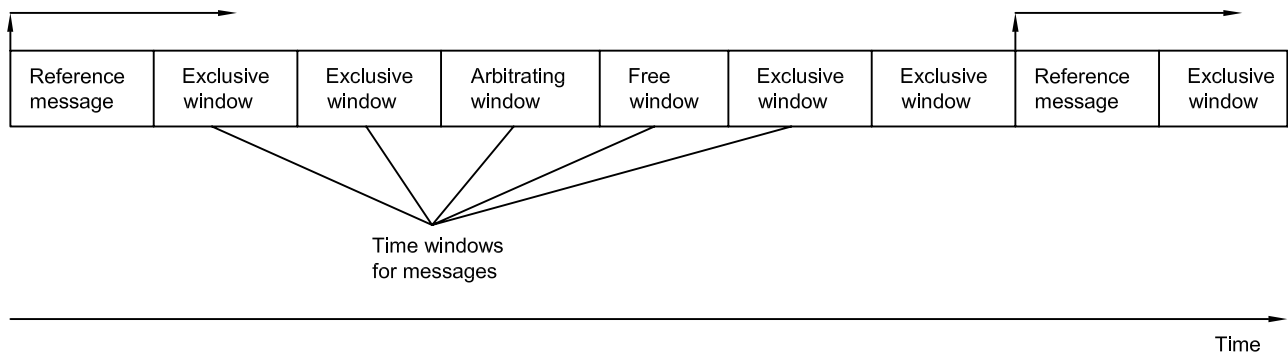 Reference
message
Exclusive
window
Exclusive
window
Arbitrating
window
Free
window
Exclusive
window
Exclusive
window
Reference
message
Exclusive
window
Time windows
for messages
Time